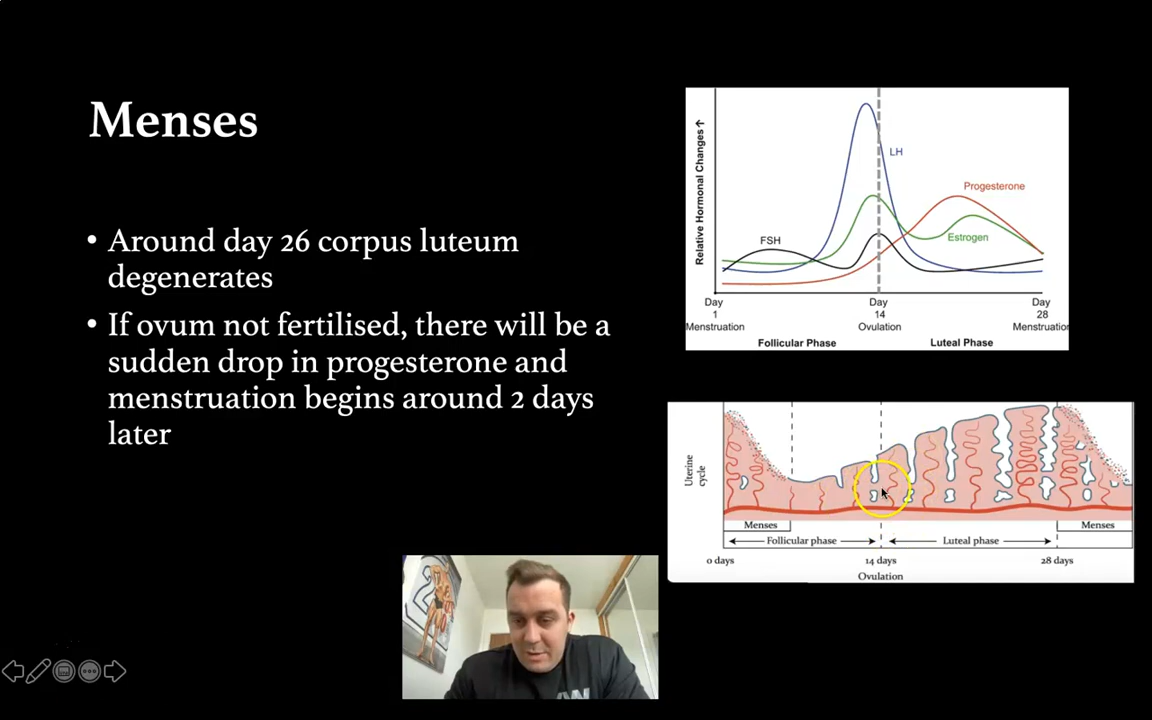 Menses
• Around day 26 corpus luteum
degenerates
• If ovum not fertilised, there will be a
sudden drop in progesterone and
menstruation begins around 2 days
later
Relative Hormonal Changes
LH
Progesterone
FSH
Estrogen
Day Day Day
1 14 28
Menstruation Ovulation Menstruation
Follicular Phase Luteal Phase
Uterine
cycle
Menses Menses
Follicular phase Luteal phase
0 days 14 days 28 days
Ovulation